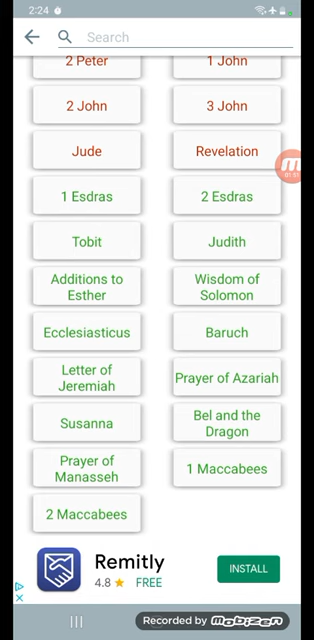 2:24
Search
2 Peter
1 John
2 John
3 John
Jude
Revelation
1 Esdras
2 Esdras
Tobit
Judith
Additions to
Esther
Wisdom of
Solomon
Ecclesiasticus
Baruch
Letter of
Jeremiah
Prayer of Azariah
Susanna
Bel and the
Dragon
Prayer of
Manasseh
1 Maccabees
2 Maccabees
Remitly
4.8 ★ FREE
INSTALL
Recorded by Mobizen